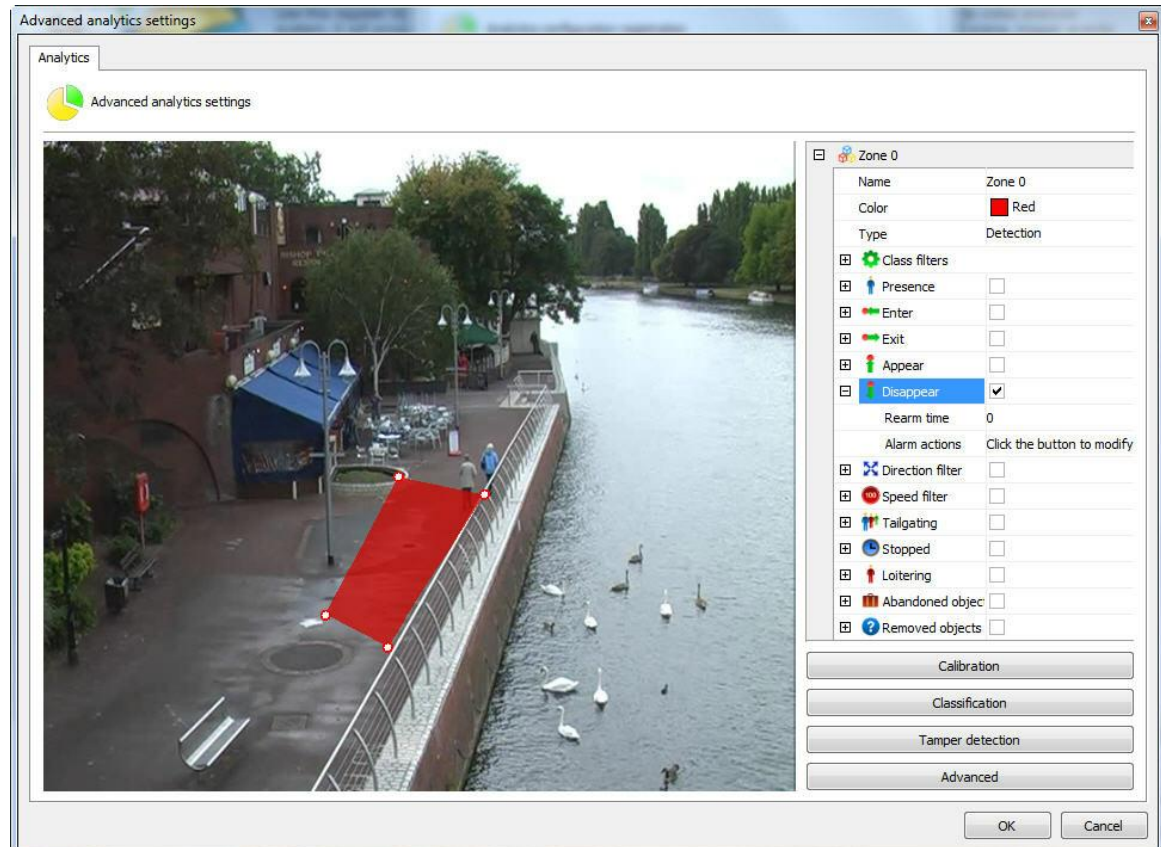 Advanced analytics settings
Analytics
Advanced analytics settings
Zone 0
Name Zone 0
Color Red
Type Detection
Class filters
Presence
Enter
Exit
Appear
Disappear
Rearm time 0
Alarm actions Click the button to modify
Direction filter
100 Speed filter
Tailgating
Stopped
Loitering
Abandoned objec
Removed objects
Calibration
Classification
Tamper detection
Advanced
OK Cancel